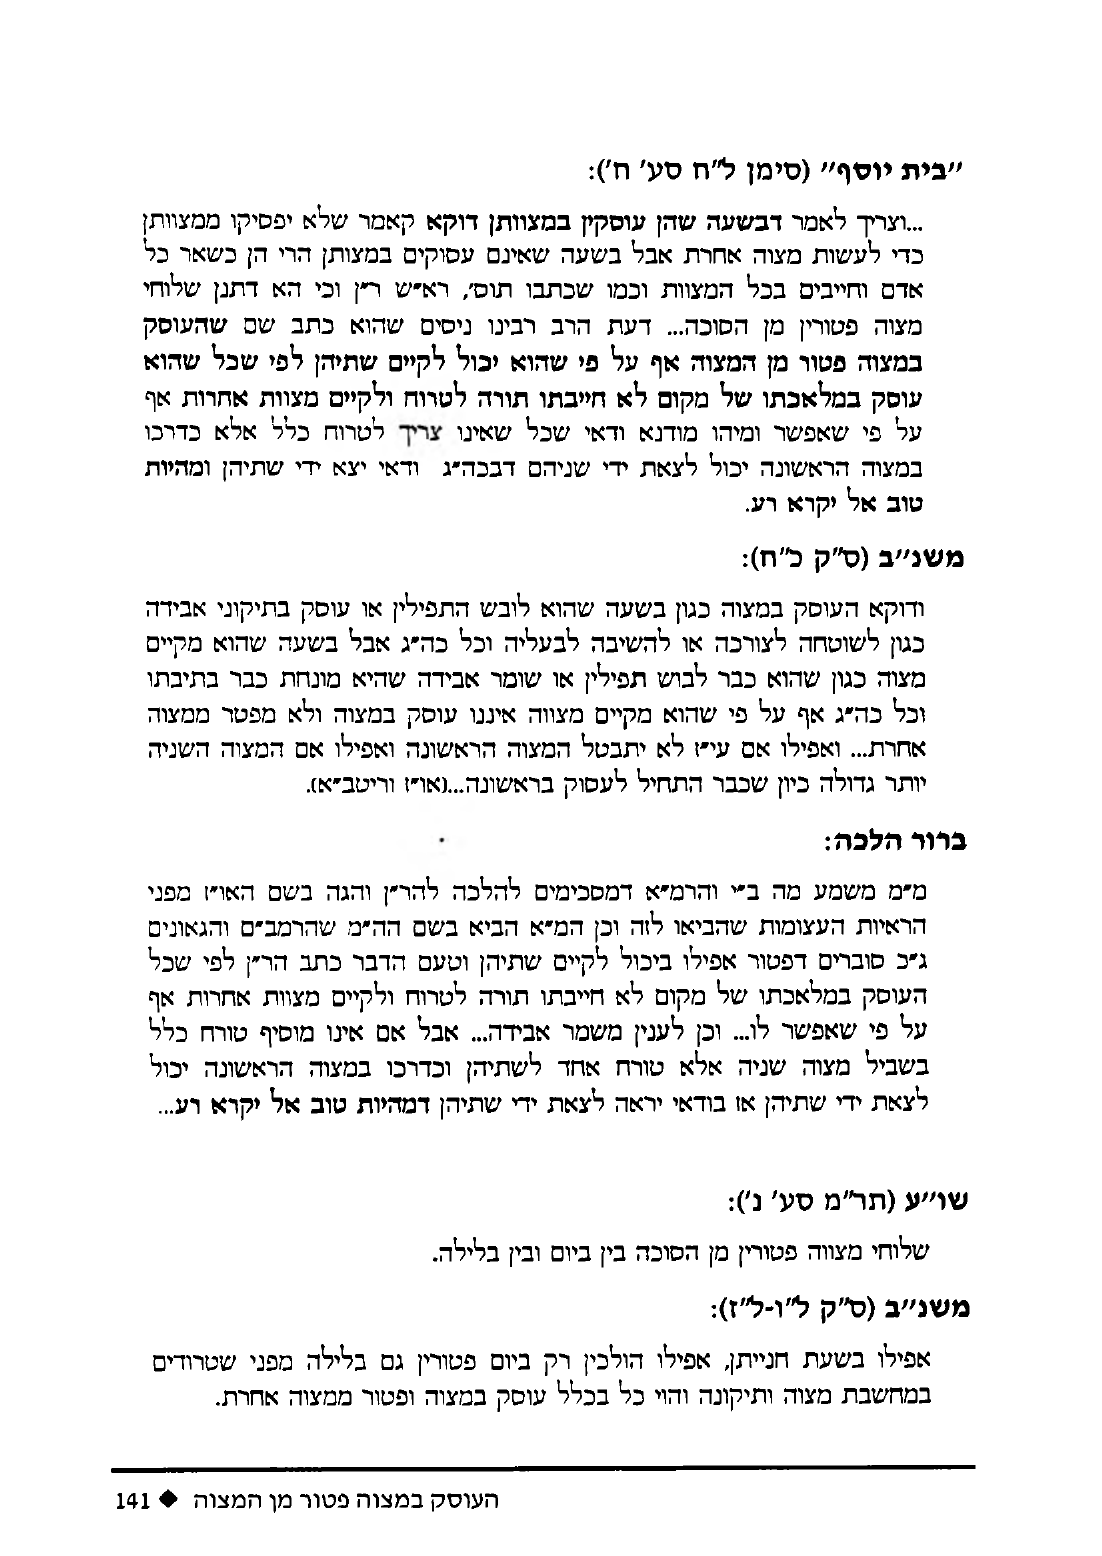 "בית יוסף" (סימן ל"ח סע' ח'):
...וצריך לאמר דבשעה שהן עוסקין במצוותן דוקא קאמר שלא יפסיקו ממצוותן
כדי לעשות מצוה אחרת אבל בשעה שאינם עסוקים במצותן הרי הן כשאר כל
אדם וחייבים בכל המצוות וכמו שכתבו תוס', רא"ש ר"ן וכי הא דתנן שלוחי
מצוה פטורין מן הסוכה... דעת הרב רבינו ניסים שהוא כתב שם שהעוסק
במצוה פטור מן המצוה אף על פי שהוא יכול לקיים שתיהן לפי שכל שהוא
עוסק במלאכתו של מקום לא חייבתו תורה לטרוח ולקיים מצוות אחרות אף
על פי שאפשר ומיהו מודנא ודאי שכל שאינו צריך לטרוח כלל אלא כדרכו
במצוה הראשונה יכול לצאת ידי שניהם דבכה"ג ודאי יצא ידי שתיהן ומהיות
טוב אל יקרא רע.
משנ"ב (ס"ק כ"ח):
ודוקא העוסק במצוה כגון בשעה שהוא לובש התפילין או עוסק בתיקוני אבידה
כגון לשוטחה לצורכה או להשיבה לבעליה וכל כה"ג אבל בשעה שהוא מקיים
מצוה כגון שהוא כבר לבוש תפילין או שומר אבידה שהיא מונחת כבר בתיבתו
וכל כה"ג אף על פי שהוא מקיים מצווה איננו עוסק במצוה ולא מפטר ממצוה
אחרת... ואפילו אם עי"ז לא יתבטל המצוה הראשונה ואפילו אם המצוה השניה
יותר גדולה כיון שכבר התחיל לעסוק בראשונה...(או"ז וריטב"א).
ברור הלכה:
מ"מ משמע מה ב"י והרמ"א דמסכימים להלכה להר"ן והגה בשם האו"ז מפני
הראיות העצומות שהביאו לזה וכן המ"א הביא בשם הה"מ שהרמב"ם והגאונים
ג"כ סוברים דפטור אפילו ביכול לקיים שתיהן וטעם הדבר כתב הר"ן לפי שכל
העוסק במלאכתו של מקום לא חייבתו תורה לטרוח ולקיים מצוות אחרות אף
על פי שאפשר לו... וכן לענין משמר אבידה... אבל אם אינו מוסיף טורח כלל
בשביל מצוה שניה אלא טורח אחד לשתיהן וכדרכו במצוה הראשונה יכול
לצאת ידי שתיהן אז בודאי יראה לצאת ידי שתיהן דמהיות טוב אל יקרא רע...
שו"ע (תר"מ סע' נ'):
שלוחי מצווה פטורין מן הסוכה בין ביום ובין בלילה.
משנ"ב (ס"ק ל"ו-ל"ז):
אפילו בשעת חנייתן, אפילו הולכין רק ביום פטורין גם בלילה מפני שטרודים
במחשבת מצוה ותיקונה והוי כל בכלל עוסק במצוה ופטור ממצוה אחרת.
העוסק במצוה פטור מן המצוה ◆ 141